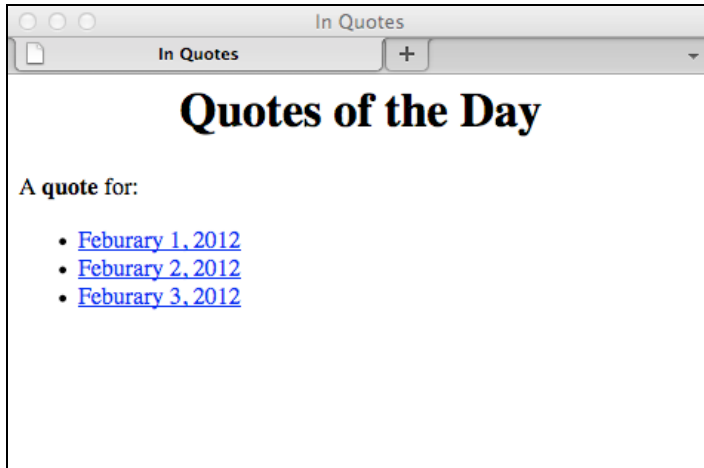 In Quotes
In Quotes +
Quotes of the Day
A quote for:
• Feburary 1, 2012
• Feburary 2, 2012
• Feburary 3, 2012